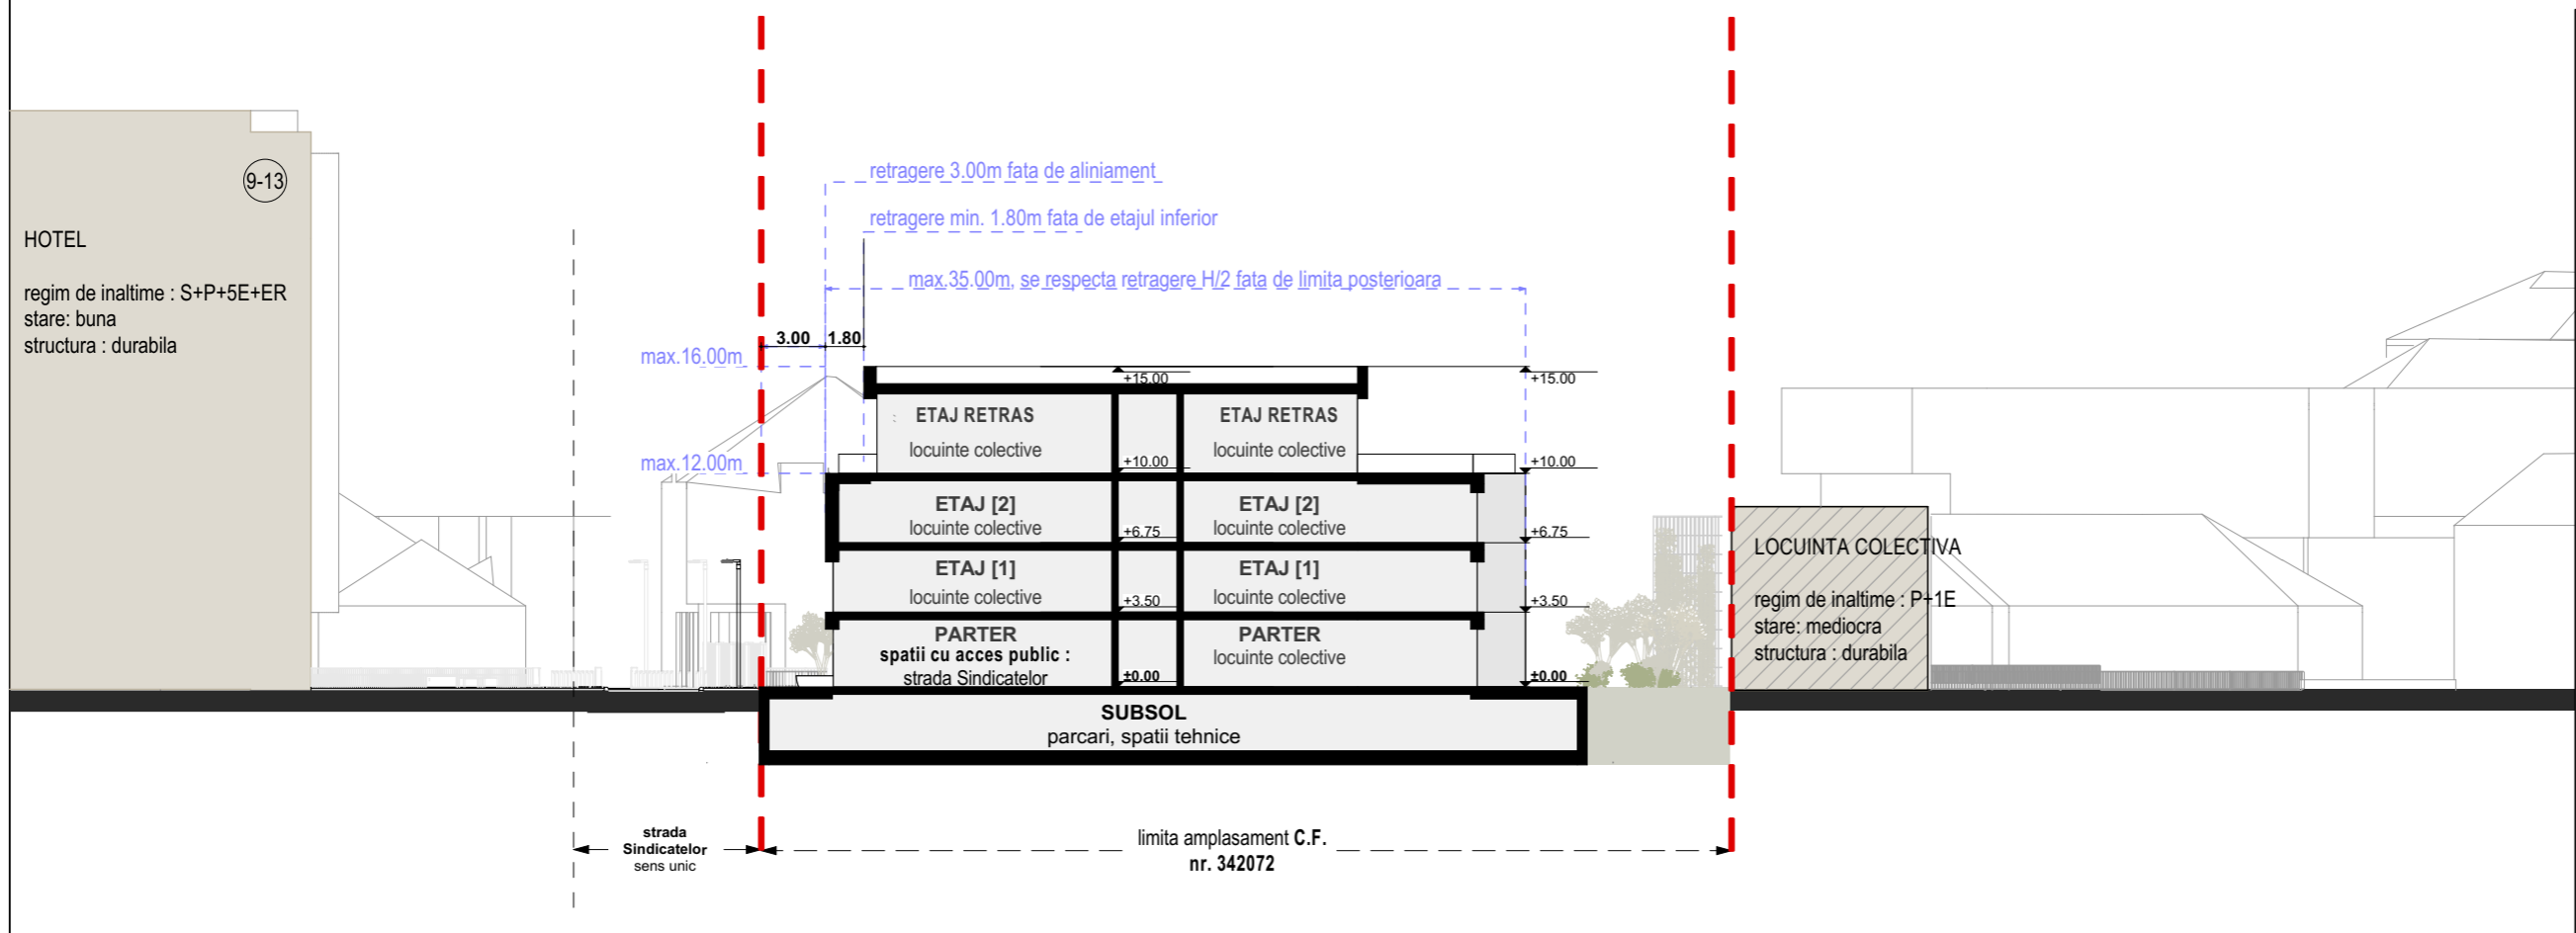 9-13
HOTEL
regim de inaltime : S+P+5E+ER
stare: buna
structura : durabila
retragere 3.00m fata de aliniament
retragere min. 1.80m fata de etajul inferior
max.35.00m, se respecta retragere H/2 fata de limita posterioara
3.00
1.80
max.16.00m
max.12.00m
+15.00
+15.00
ETAJ RETRAS
locuinte colective
ETAJ RETRAS
locuinte colective
+10.00
+10.00
ETAJ [2]
locuinte colective
ETAJ [2]
locuinte colective
+6.75
+6.75
ETAJ [1]
locuinte colective
ETAJ [1]
locuinte colective
+3.50
+3.50
PARTER
spatii cu acces public :
strada Sindicatelor
PARTER
locuinte colective
±0.00
±0.00
SUBSOL
parcari, spatii tehnice
LOCUINTA COLECTIVA
regim de inaltime : P+1E
stare: mediocra
structura : durabila
strada
Sindicatelor
sens unic
limita amplasament C.F.
nr. 342072